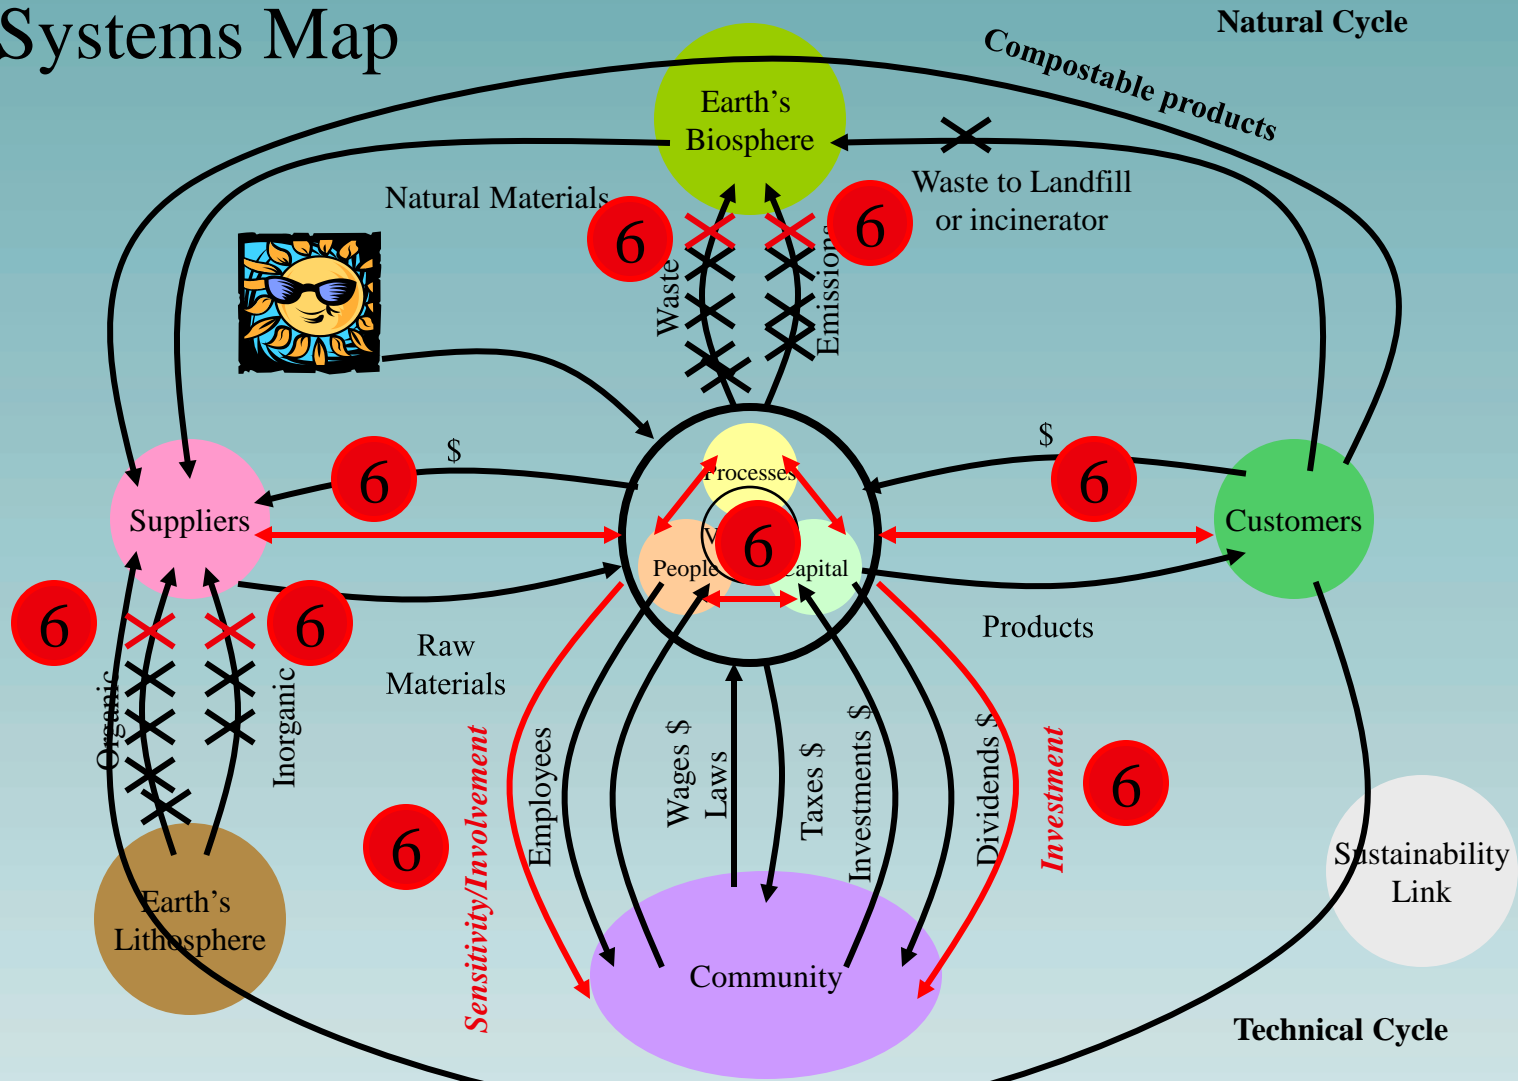 Systems Map
Natural Cycle
Compostable products
Earth's
Biosphere
Natural Materials
Waste to Landfill
or incinerator
6
6
Waste
Emissions
$
6
$
6
Processes
Suppliers
Customers
6
People
Capital
6
6
Products
Raw
Materials
Organic
Inorganic
Sensitivity/Involvement
Employees
Wages $
Laws
Taxes $
Investments $
Dividends $
Investment
6
6
Sustainability
Link
Earth's
Lithosphere
Community
Technical Cycle